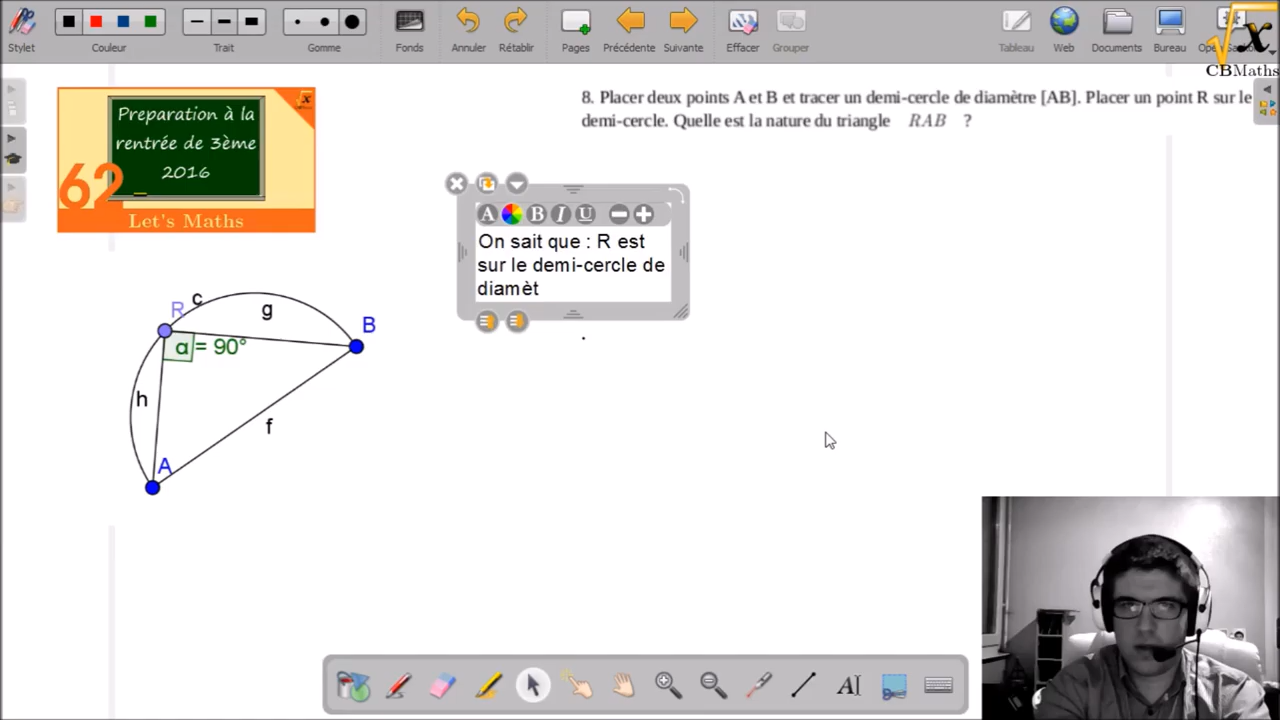 Stylet
Couleur
Trait
Gomme
Fonds
Annuler
Rétablir
Pages
Précédente
Suivante
Effacer
Grouper
Tableau
Web
Documents
Bureau
x
CBMaths
8. Placer deux points A et B et tracer un demi-cercle de diamètre [AB]. Placer un point R sur le
demi-cercle. Quelle est la nature du triangle RAB ?
Preparation à la
rentrée de 3ème
2016
62
Let's Maths
A B I U
On sait que : R est
sur le demi-cercle de
diamèt
R
c
g
B
α = 90°
h
f
A
AI